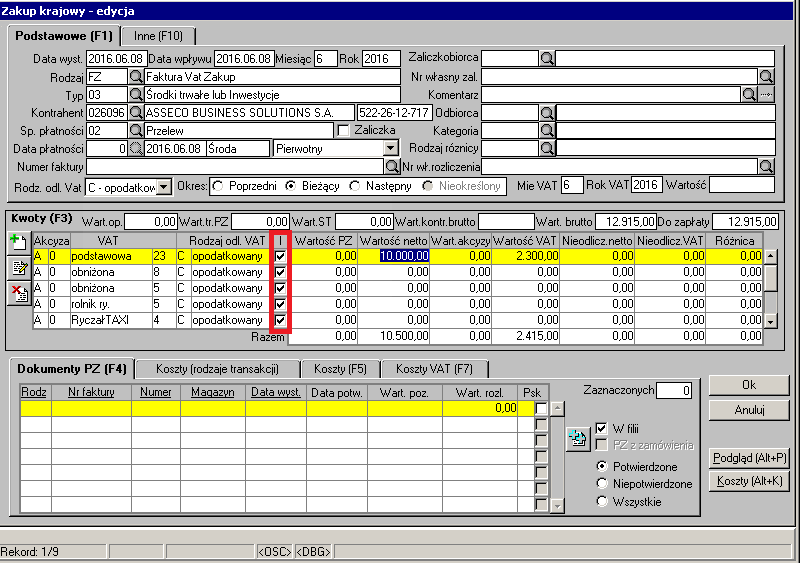 Zakup krajowy - edycja
Podstawowe (F1) Inne (F10)
Data wyst. 2016.06.08 Data wpływu 2016.06.08 Miesiąc 6 Rok 2016 Zaliczkobiorca
Rodzaj FZ Faktura Vat Zakup Nr własny zal.
Typ 03 Środki trwałe lub Inwestycje Komentarz
Kontrahent 026096 ASSECO BUSINESS SOLUTIONS S.A. 522-26-12-717 Odbiorca
Sp. płatności 02 Przelew Zaliczka Kategoria
Data płatności 0 2016.06.08 Środa Pierwotny Rodzaj różnicy
Numer faktury Nr wł.rozliczenia
Rodz. odl. Vat C - opodatkow Okres: Poprzedni Bieżący Następny Nieokreślony Mie VAT 6 Rok VAT 2016 Wartość
Kwoty (F3) Wart.op. 0,00 Wart.tr.PZ 0,00 Wart.ST 0,00 Wart.kontr.brutto Wart. brutto 12.915,00 Do zapłaty 12.915,00
Akcyza VAT Rodzaj odl. VAT I Wartość PZ Wartość netto Wart.akcyzy Wartość VAT Nieodlicz.netto Nieodlicz.VAT Różnica
A 0 podstawowa 23 C opodatkowany 0,00 10.000,00 0,00 2.300,00 0,00 0,00 0,00
A 0 obniżona 8 C opodatkowany 0,00 0,00 0,00 0,00 0,00 0,00 0,00
A 0 obniżona 5 C opodatkowany 0,00 0,00 0,00 0,00 0,00 0,00 0,00
A 0 rolnik ry. 5 C opodatkowany 0,00 0,00 0,00 0,00 0,00 0,00 0,00
A 0 RyczałTAXI 4 C opodatkowany 0,00 0,00 0,00 0,00 0,00 0,00 0,00
Razem 0,00 10.500,00 0,00 2.415,00 0,00 0,00 0,00
Dokumenty PZ (F4) Koszty (rodzaje transakcji) Koszty (F5) Koszty VAT (F7)
Rodz Nr faktury Numer Magazyn Data wyst. Data potw. Wart. poz. Wart. rozl. Psk Zaznaczonych 0 Ok
0,00 Anuluj
W filii
PZ z zamówienia
Podgląd (Alt+P)
Potwierdzone
Niepotwierdzone Koszty (Alt+K)
Wszystkie
Rekord: 1/9 <OSC> <DBG>